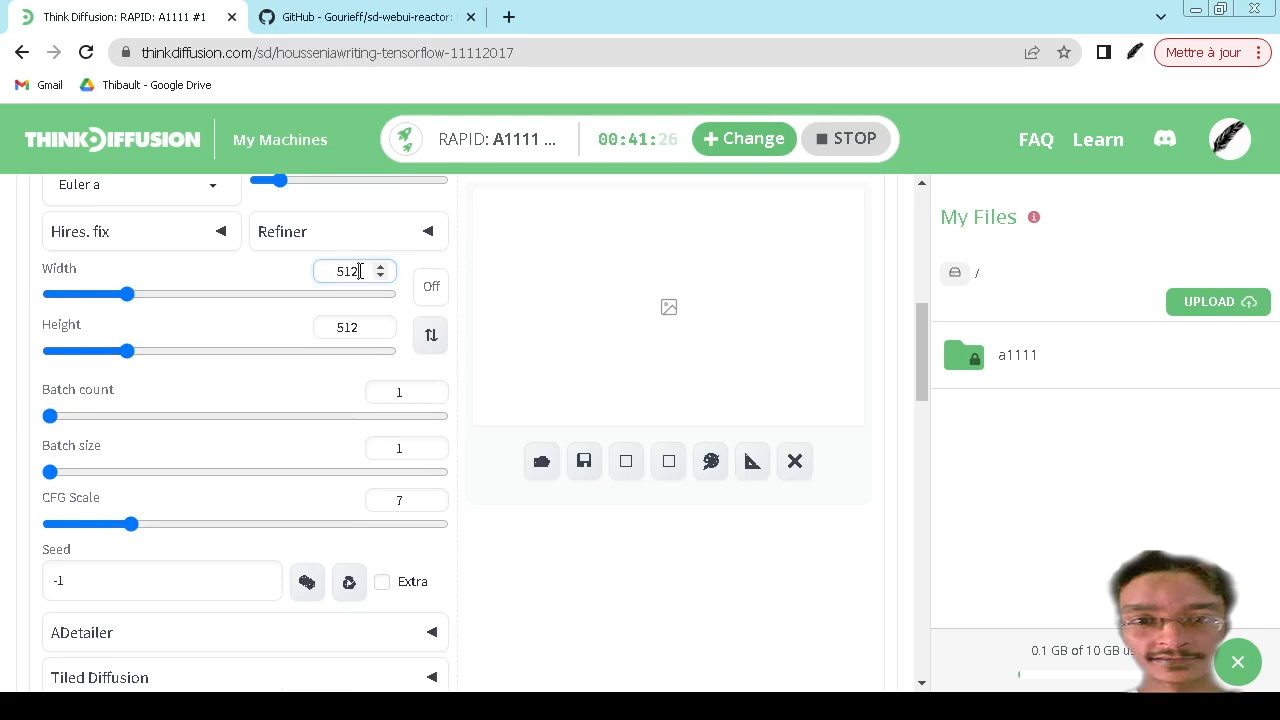 Think Diffusion: RAPID: A1111 #1
GitHub - Gourieff/sd-webui-reactor
thinkdiffusion.com/sd/houssenlawriting-tensorflow-11112017
Mettre à jour
Gmail
Thibault - Google Drive
THINKDIFFUSION
My Machines
RAPID: A1111 ...
00:41:26
+ Change
STOP
FAQ
Learn
Euler a
Hires. fix
Refiner
Width
512
Off
Height
512
Batch count
1
Batch size
1
CFG Scale
7
Seed
-1
Extra
ADetailer
Tiled Diffusion
My Files
/
UPLOAD
a1111
0.1 GB of 10 GB